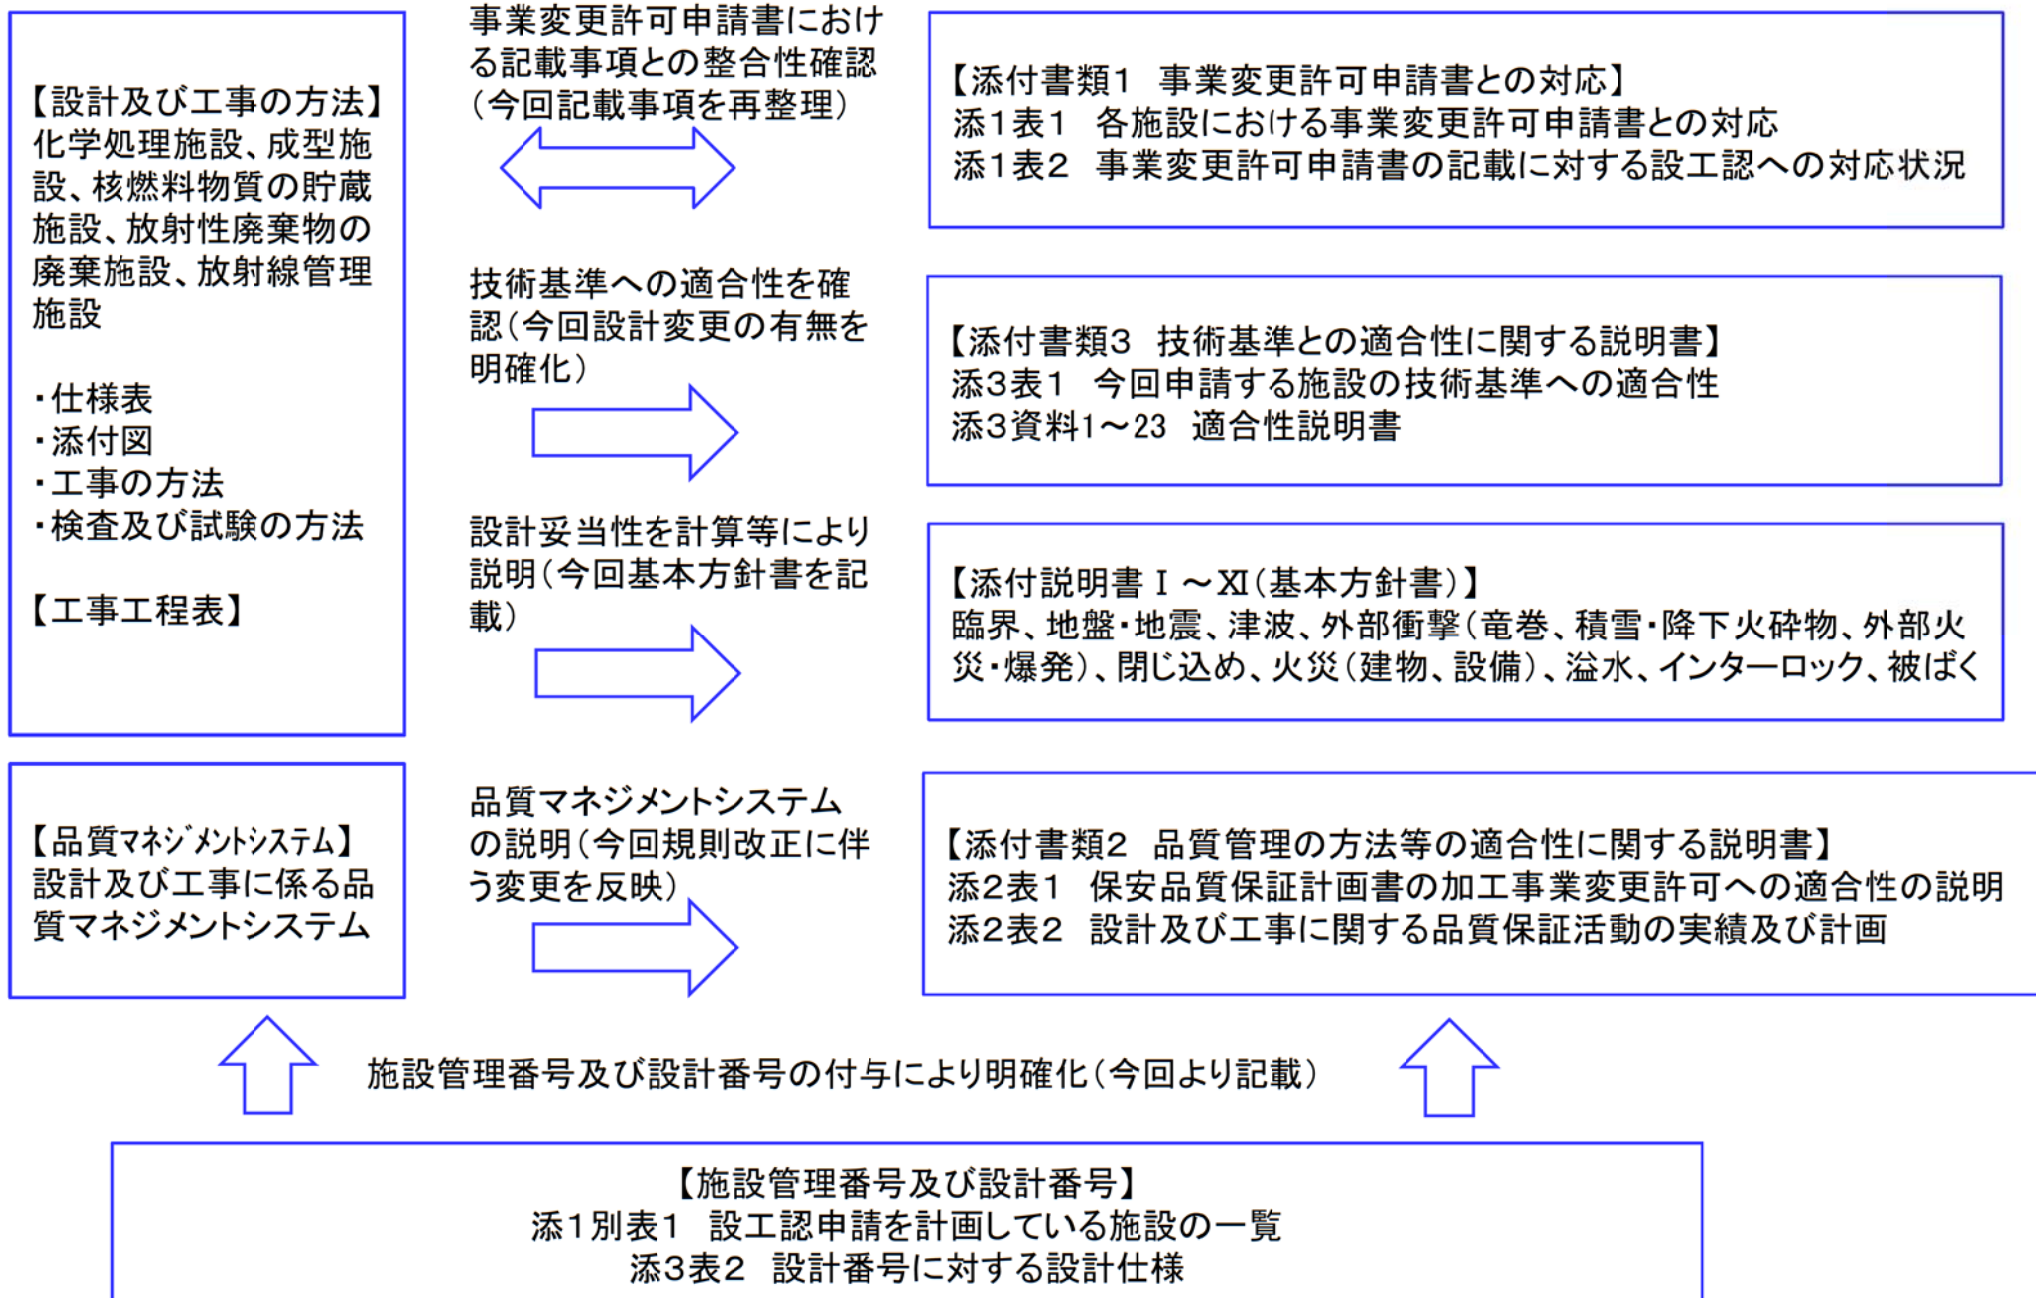 【設計及び工事の方法】
化学処理施設、成型施
設、核燃料物質の貯蔵
施設、放射性廃棄物の
廃棄施設、放射線管理
施設
・仕様表
・添付図
・工事の方法
・検査及び試験の方法
【工事工程表】
事業変更許可申請書におけ
る記載事項との整合性確認
（今回記載事項を再整理）
【添付書類1 事業変更許可申請書との対応】
添1表1 各施設における事業変更許可申請書との対応
添1表2 事業変更許可申請書の記載に対する設工認への対応状況
技術基準への適合性を確
認（今回設計変更の有無を
明確化）
【添付書類3 技術基準との適合性に関する説明書】
添3表1 今回申請する施設の技術基準への適合性
添3資料1～23 適合性説明書
設計妥当性を計算等により
説明（今回基本方針書を記
載）
【添付説明書Ⅰ～Ⅺ（基本方針書）】
臨界、地盤・地震、津波、外部衝撃（竜巻、積雪・降下火砕物、外部火
災・爆発）、閉じ込め、火災（建物、設備）、溢水、インターロック、被ばく
【品質マネジメントシステム】
設計及び工事に係る品
質マネジメントシステム
品質マネジメントシステム
の説明（今回規則改正に伴
う変更を反映）
【添付書類2 品質管理の方法等の適合性に関する説明書】
添2表1 保安品質保証計画書の加工事業変更許可への適合性の説明
添2表2 設計及び工事に関する品質保証活動の実績及び計画
施設管理番号及び設計番号の付与により明確化（今回より記載）
【施設管理番号及び設計番号】
添1別表1 設工認申請を計画している施設の一覧
添3表2 設計番号に対する設計仕様